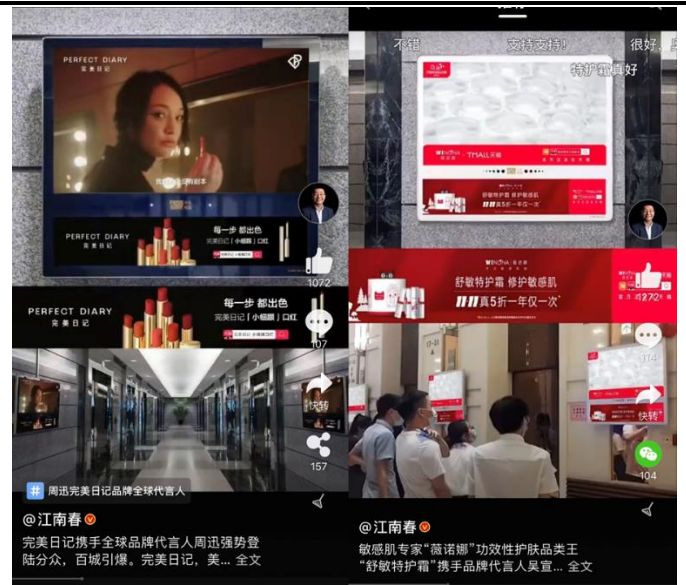 PERFECT DIARY
完美日记
PERFECT DIARY
完美日记
每一步 都出色
完美日记「小细跟」口红
1072
PERFECT DIARY
完美日记
每一步 都出色
完美日记「小细跟」口红
107
快转
157
# 周迅完美日记品牌全球代言人
@江南春
完美日记携手全球品牌代言人周迅强势登
陆分众，百城引爆。完美日记，美... 全文
不错
支持支持!
很好，
特护霜真好
WINONA
TMALL天猫
舒敏特护霜 修护敏感肌
11·11真5折一年仅一次
WINONA
舒敏特护霜 修护敏感肌
11·11真5折一年仅一次
1272
114
快转
104
@江南春
敏感肌专家“薇诺娜”功效性护肤品类王
“舒敏特护霜”携手品牌代言人吴宣... 全文